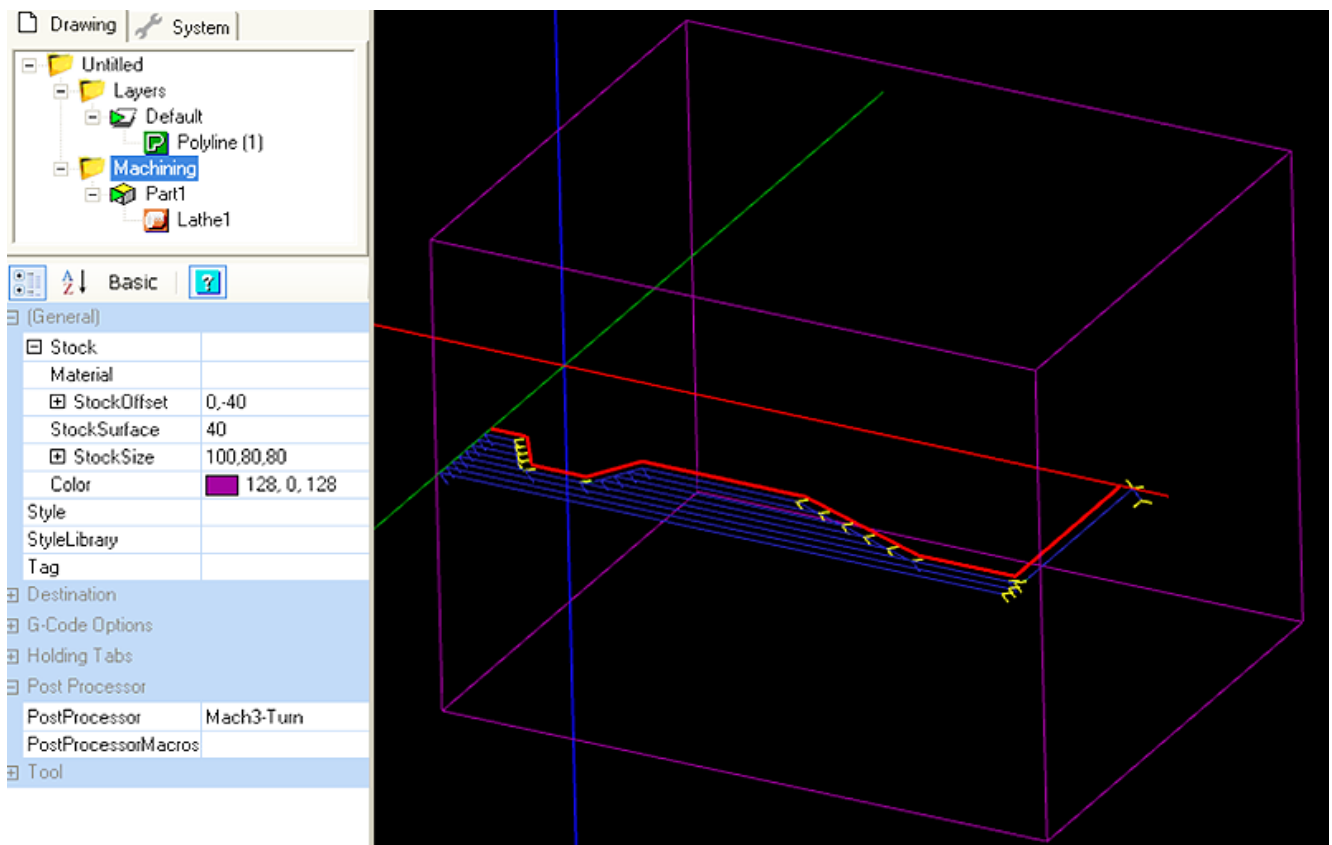 Drawing System
Untitled
Layers
Default
Polyline (1)
Machining
Part1
Lathe1
A Z Basic ?
(General)
Stock
Material
StockOffset 0,-40
StockSurface 40
StockSize 100,80,80
Color 128, 0, 128
Style
StyleLibrary
Tag
Destination
G-Code Options
Holding Tabs
Post Processor
PostProcessor Mach3-Turn
PostProcessorMacros
Tool